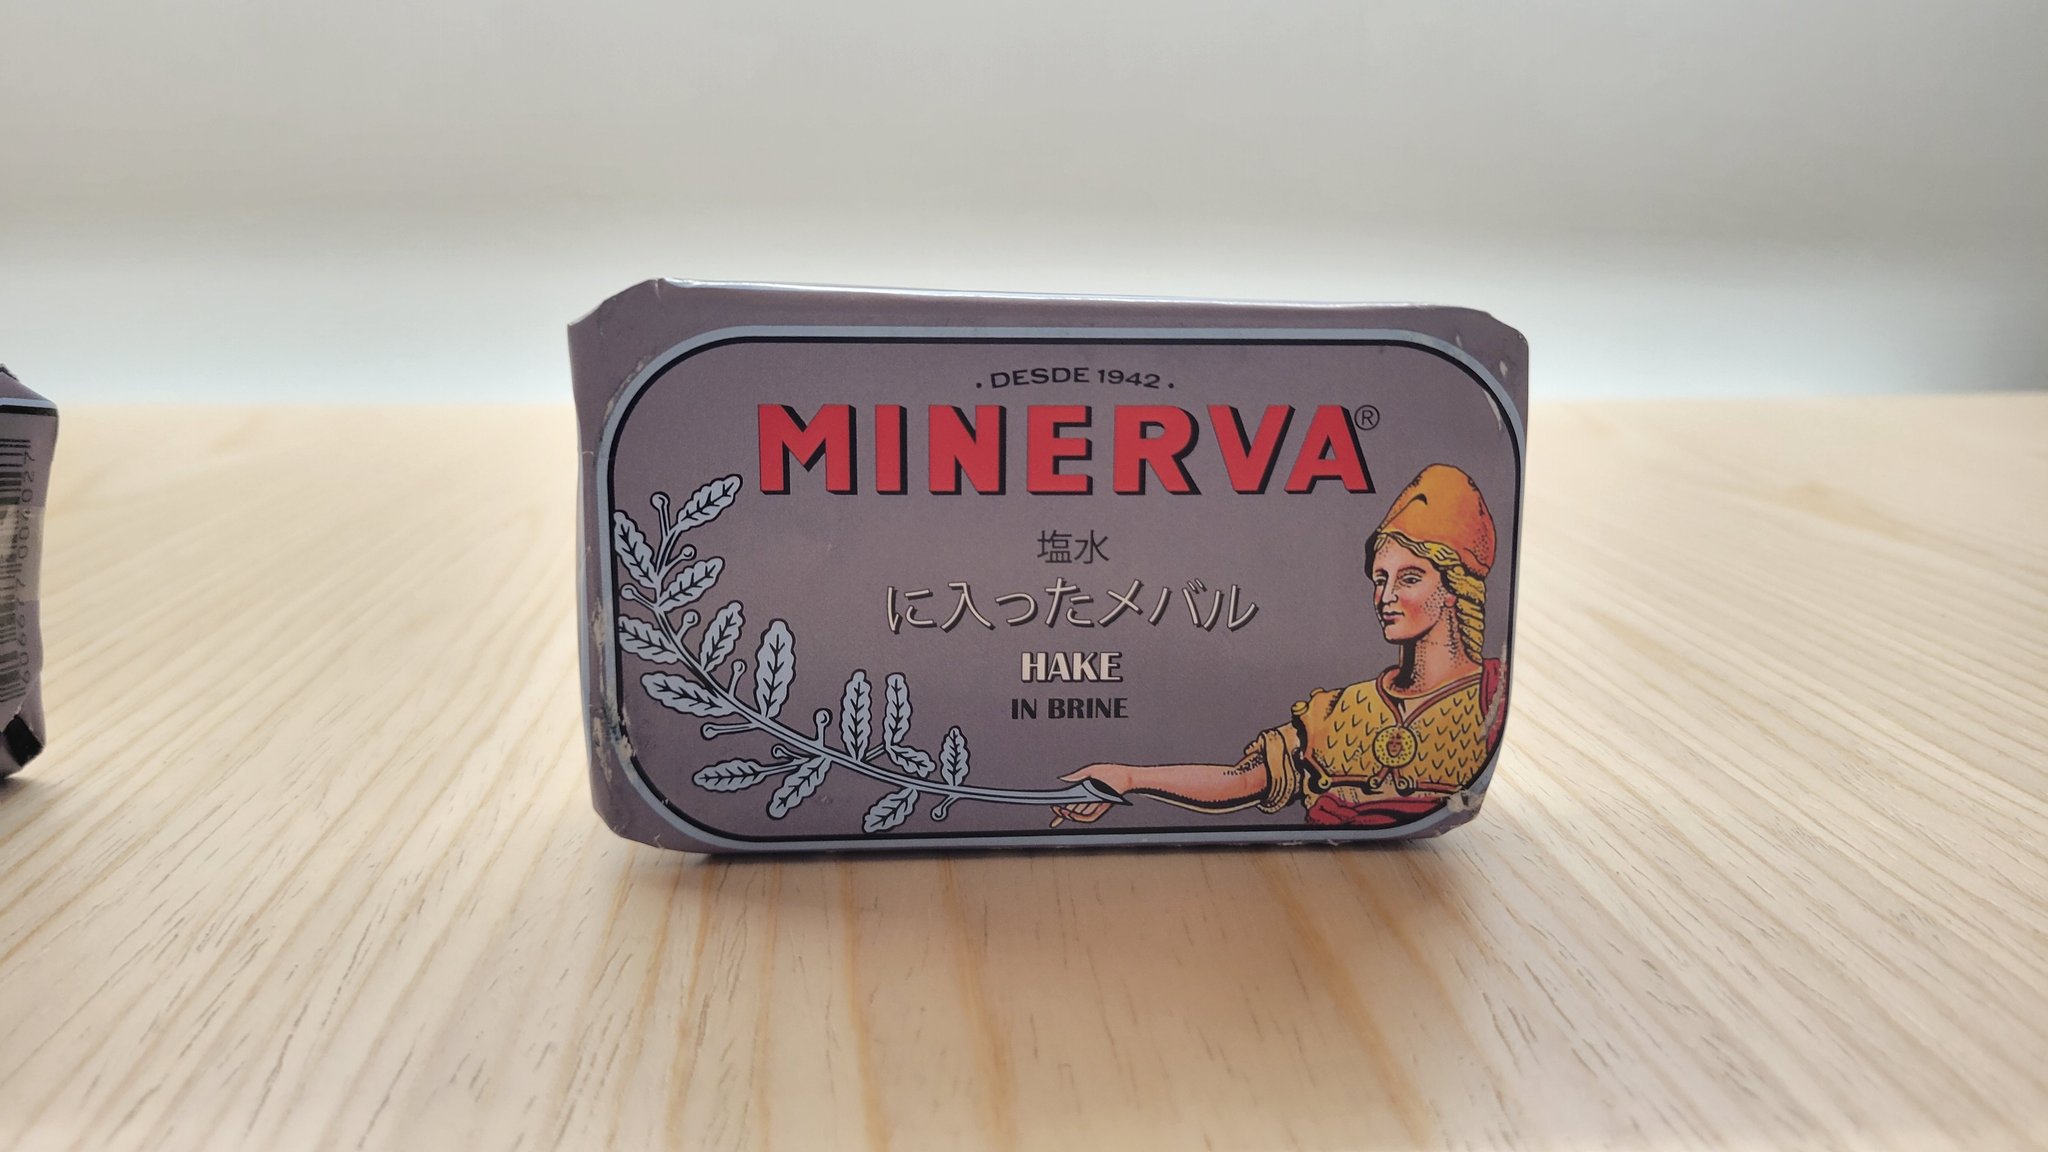 · DESDE 1942 ·
MINERVA®
塩水
に入ったメバル
HAKE
IN BRINE